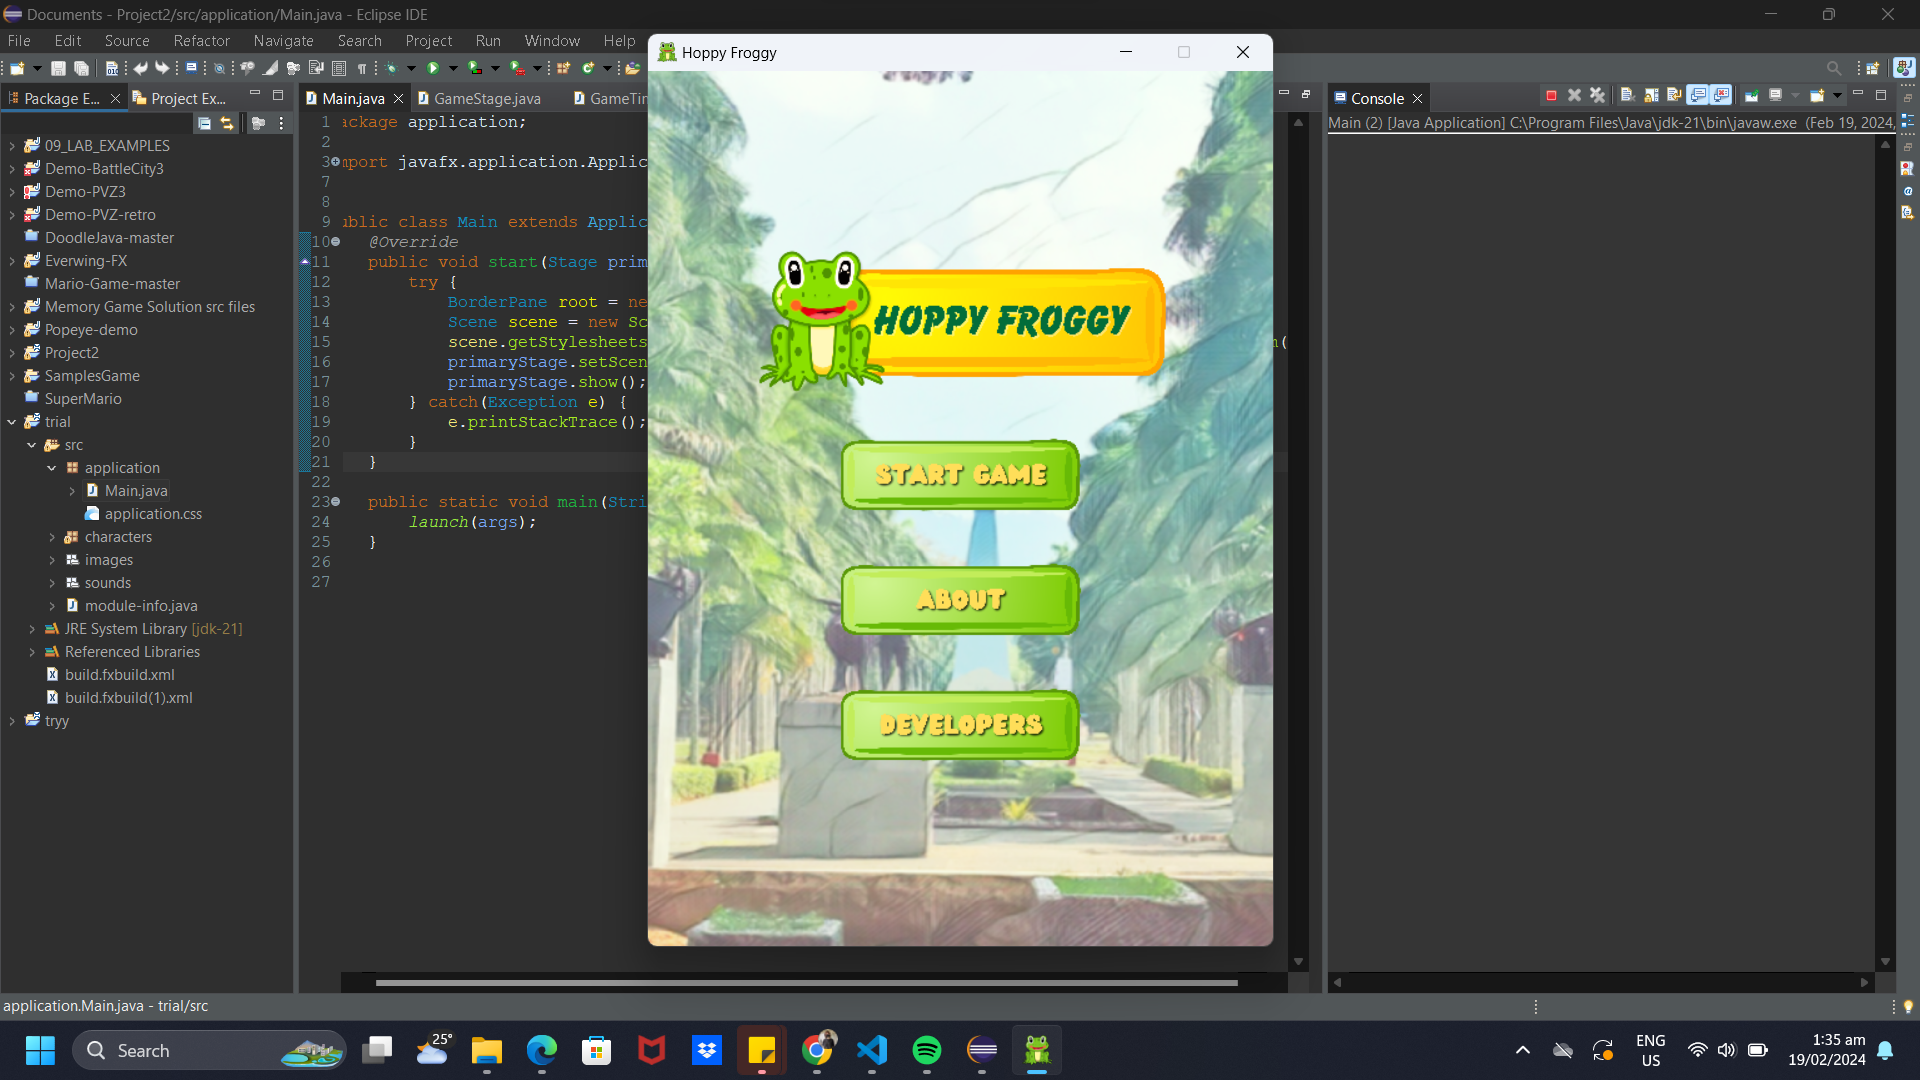 Documents - Project2/src/application/Main.java - Eclipse IDE
File Edit Source Refactor Navigate Search Project Run Window Help
Package E... Project Ex...
09_LAB_EXAMPLES
Demo-BattleCity3
Demo-PVZ3
Demo-PVZ-retro
DoodleJava-master
Everwing-FX
Mario-Game-master
Memory Game Solution src files
Popeye-demo
Project2
SamplesGame
SuperMario
trial
src
application
Main.java
application.css
characters
images
sounds
module-info.java
JRE System Library [jdk-21]
Referenced Libraries
build.fxbuild.xml
build.fxbuild(1).xml
tryy
Main.java GameStage.java GameTin
1 ackage application;
2
3 mport javafx.application.Applic
7
8
9 ublic class Main extends Applic
10 @Override
11 public void start(Stage prim
12 try {
13 BorderPane root = ne
14 Scene scene = new Sc
15 scene.getStylesheets m(
16 primaryStage.setScen
17 primaryStage.show();
18 } catch(Exception e) {
19 e.printStackTrace();
20 }
21 }
22
23 public static void main(Stri
24 launch(args);
25 }
26
27
Hoppy Froggy
HOPPY FROGGY
START GAME
ABOUT
DEVELOPERS
Console
Main (2) [Java Application] C:\Program Files\Java\jdk-21\bin\javaw.exe (Feb 19, 2024,
application.Main.java - trial/src
Search
25°
ENG
US
1:35 am
19/02/2024